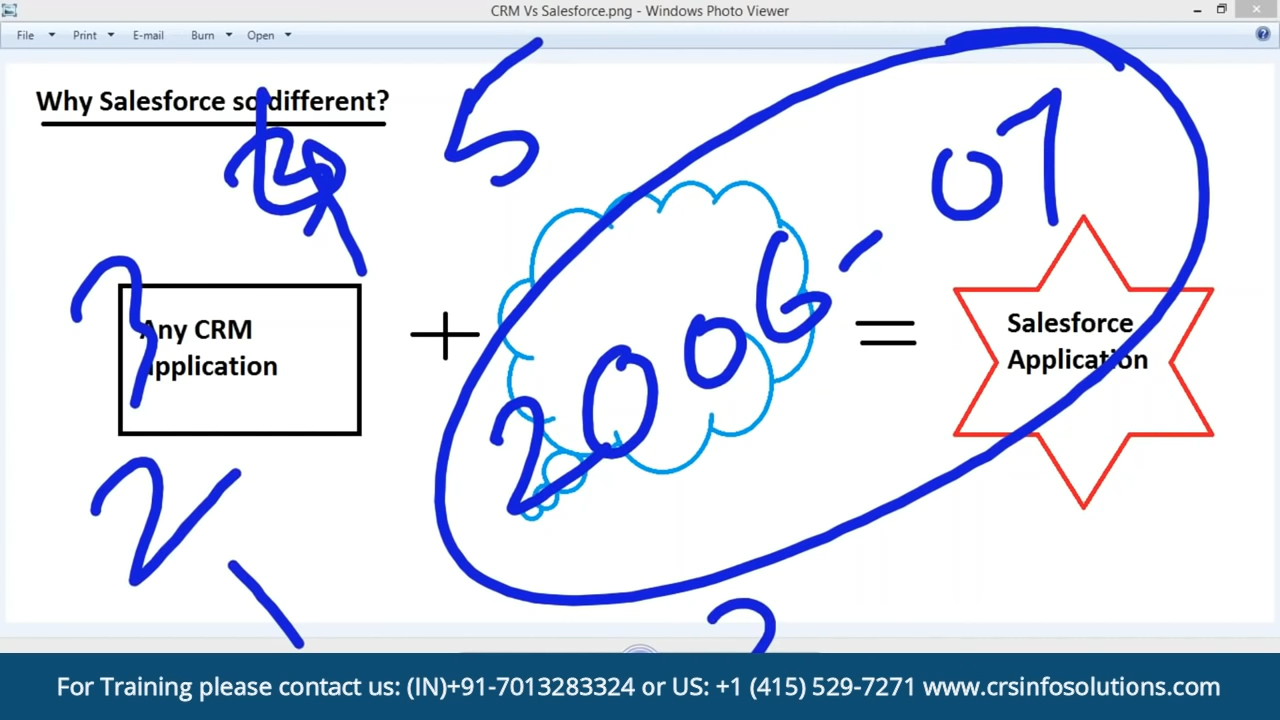 CRM Vs Salesforce.png - Windows Photo Viewer
File Print E-mail Burn Open
Why Salesforce so different?
5
2006-07
3
Any CRM
Application
+
=
Salesforce
Application
2
1
For Training please contact us: (IN)+91-7013283324 or US: +1 (415) 529-7271 www.crsinfosolutions.com